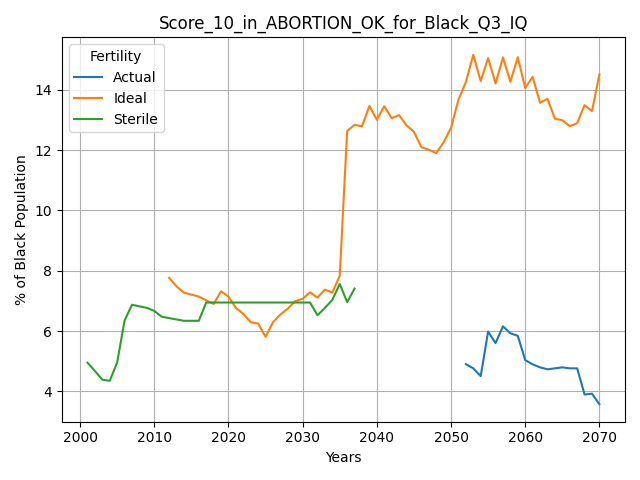 Score_10_in_ABORTION_OK_for_Black_Q3_IQ
Fertility
Actual
Ideal
Sterile
% of Black Population
14
12
10
8
6
4
2000 2010 2020 2030 2040 2050 2060 2070
Years